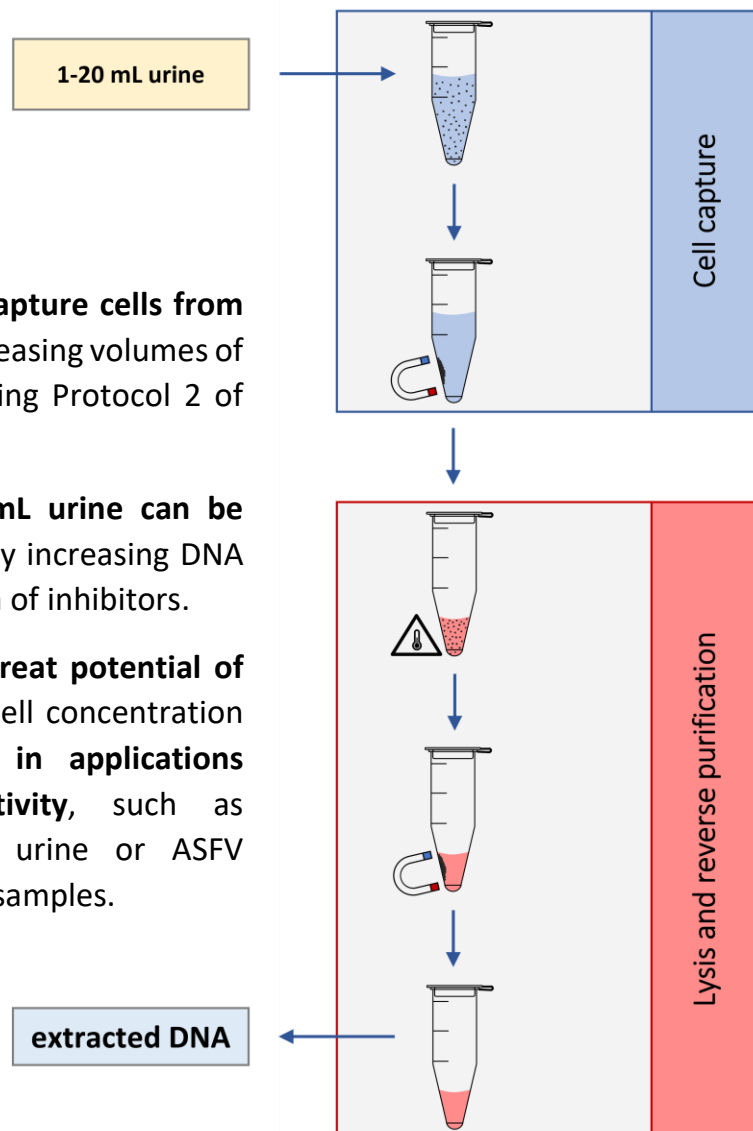 1-20 mL urine
Cell capture
apture cells from
reasing volumes of
ing Protocol 2 of
mL urine can be
y increasing DNA
of inhibitors.
reat potential of
ell concentration
in applications
tivity, such as
urine or ASFV
samples.
Lysis and reverse purification
extracted DNA